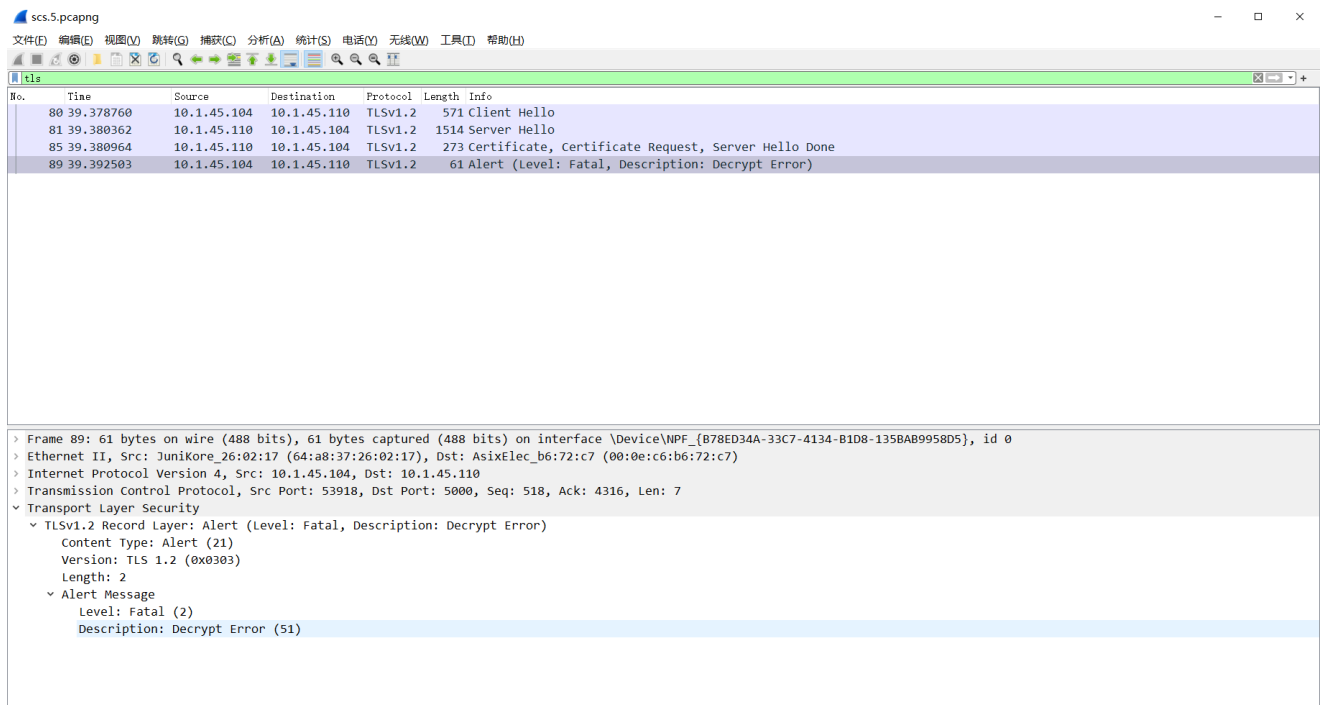 scs.5.pcapng
文件(F) 编辑(E) 视图(V) 跳转(G) 捕获(C) 分析(A) 统计(S) 电话(Y) 无线(W) 工具(T) 帮助(H)
tls
No. Time Source Destination Protocol Length Info
80 39.378760 10.1.45.104 10.1.45.110 TLSv1.2 571 Client Hello
81 39.380362 10.1.45.110 10.1.45.104 TLSv1.2 1514 Server Hello
85 39.380964 10.1.45.110 10.1.45.104 TLSv1.2 273 Certificate, Certificate Request, Server Hello Done
89 39.392503 10.1.45.104 10.1.45.110 TLSv1.2 61 Alert (Level: Fatal, Description: Decrypt Error)
Frame 89: 61 bytes on wire (488 bits), 61 bytes captured (488 bits) on interface \Device\NPF_{B78ED34A-33C7-4134-B1D8-135BAB9958D5}, id 0
Ethernet II, Src: JuniKore_26:02:17 (64:a8:37:26:02:17), Dst: AsixElec_b6:72:c7 (00:0e:c6:b6:72:c7)
Internet Protocol Version 4, Src: 10.1.45.104, Dst: 10.1.45.110
Transmission Control Protocol, Src Port: 53918, Dst Port: 5000, Seq: 518, Ack: 4316, Len: 7
Transport Layer Security
TLSv1.2 Record Layer: Alert (Level: Fatal, Description: Decrypt Error)
Content Type: Alert (21)
Version: TLS 1.2 (0x0303)
Length: 2
Alert Message
Level: Fatal (2)
Description: Decrypt Error (51)